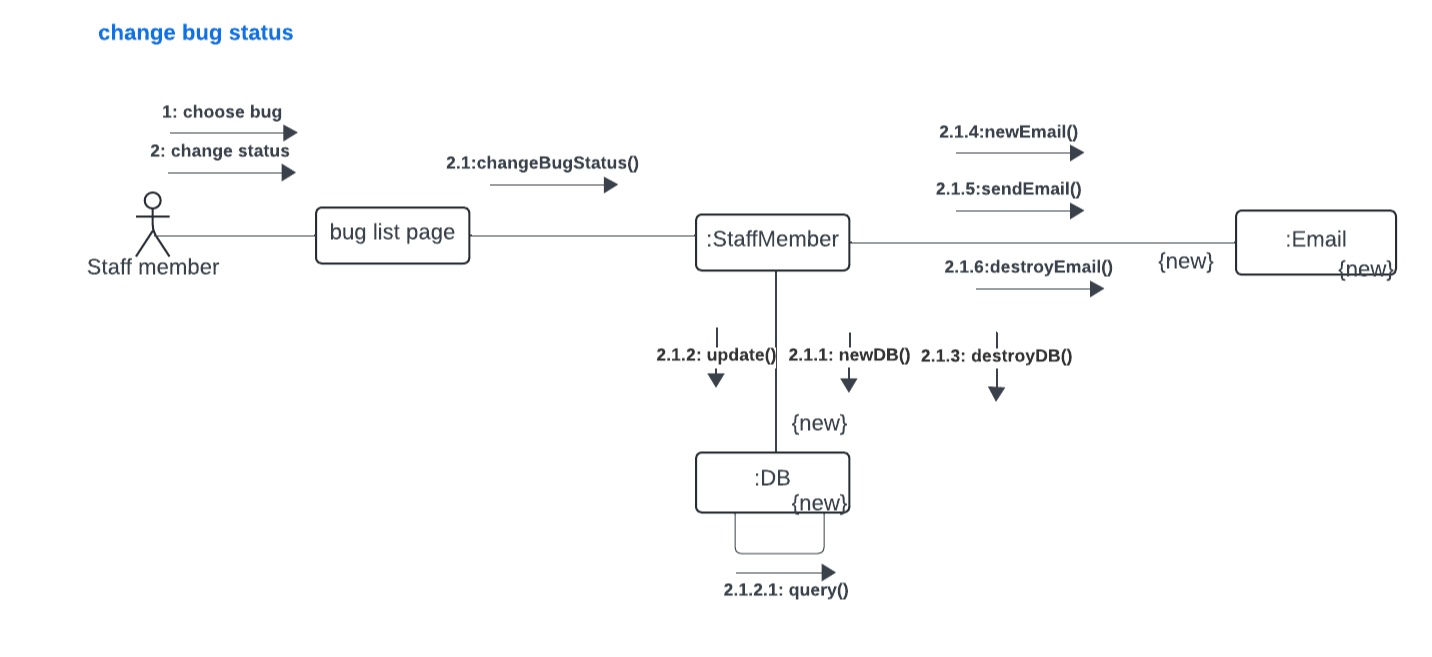 change bug status
1: choose bug
2: change status
2.1:changeBugStatus()
2.1.4:newEmail()
2.1.5:sendEmail()
Staff member
bug list page
:StaffMember
2.1.6:destroyEmail()
{new}
:Email
{new}
2.1.2: update()
2.1.1: newDB()
2.1.3: destroyDB()
{new}
:DB
{new}
2.1.2.1: query()